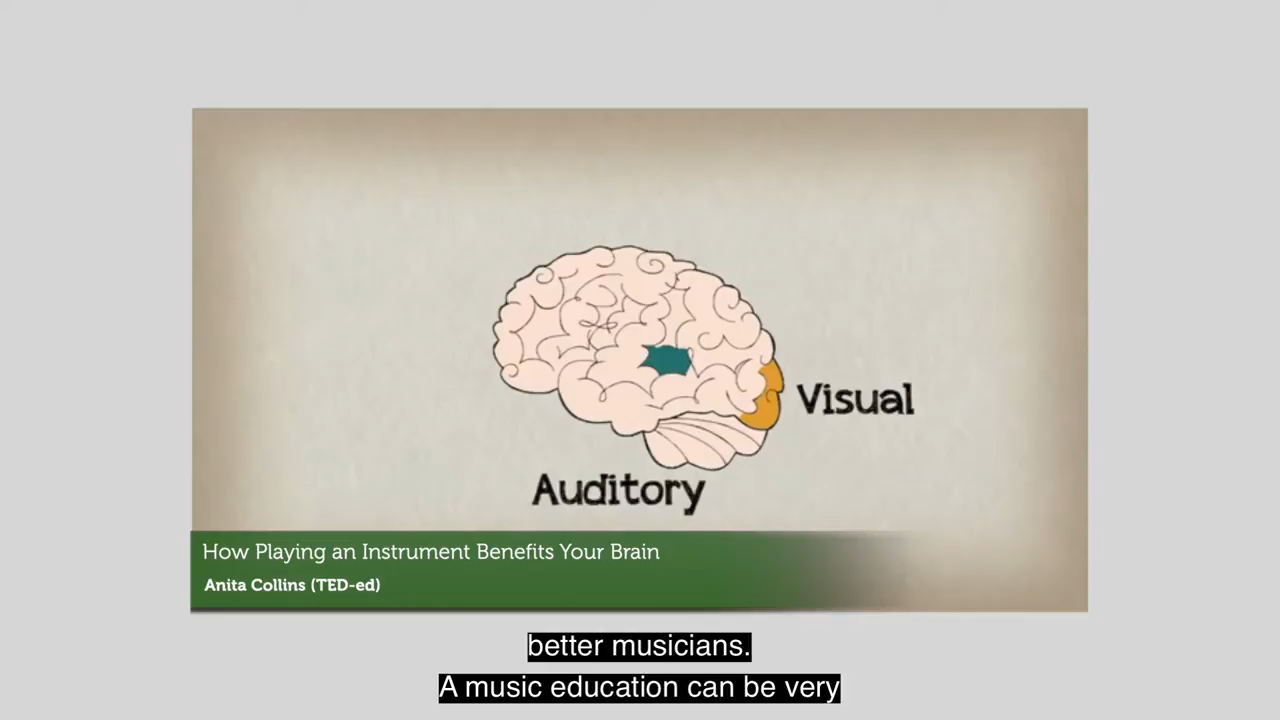 Visual
Auditory
How Playing an Instrument Benefits Your Brain
Anita Collins (TED-ed)
better musicians.
A music education can be very